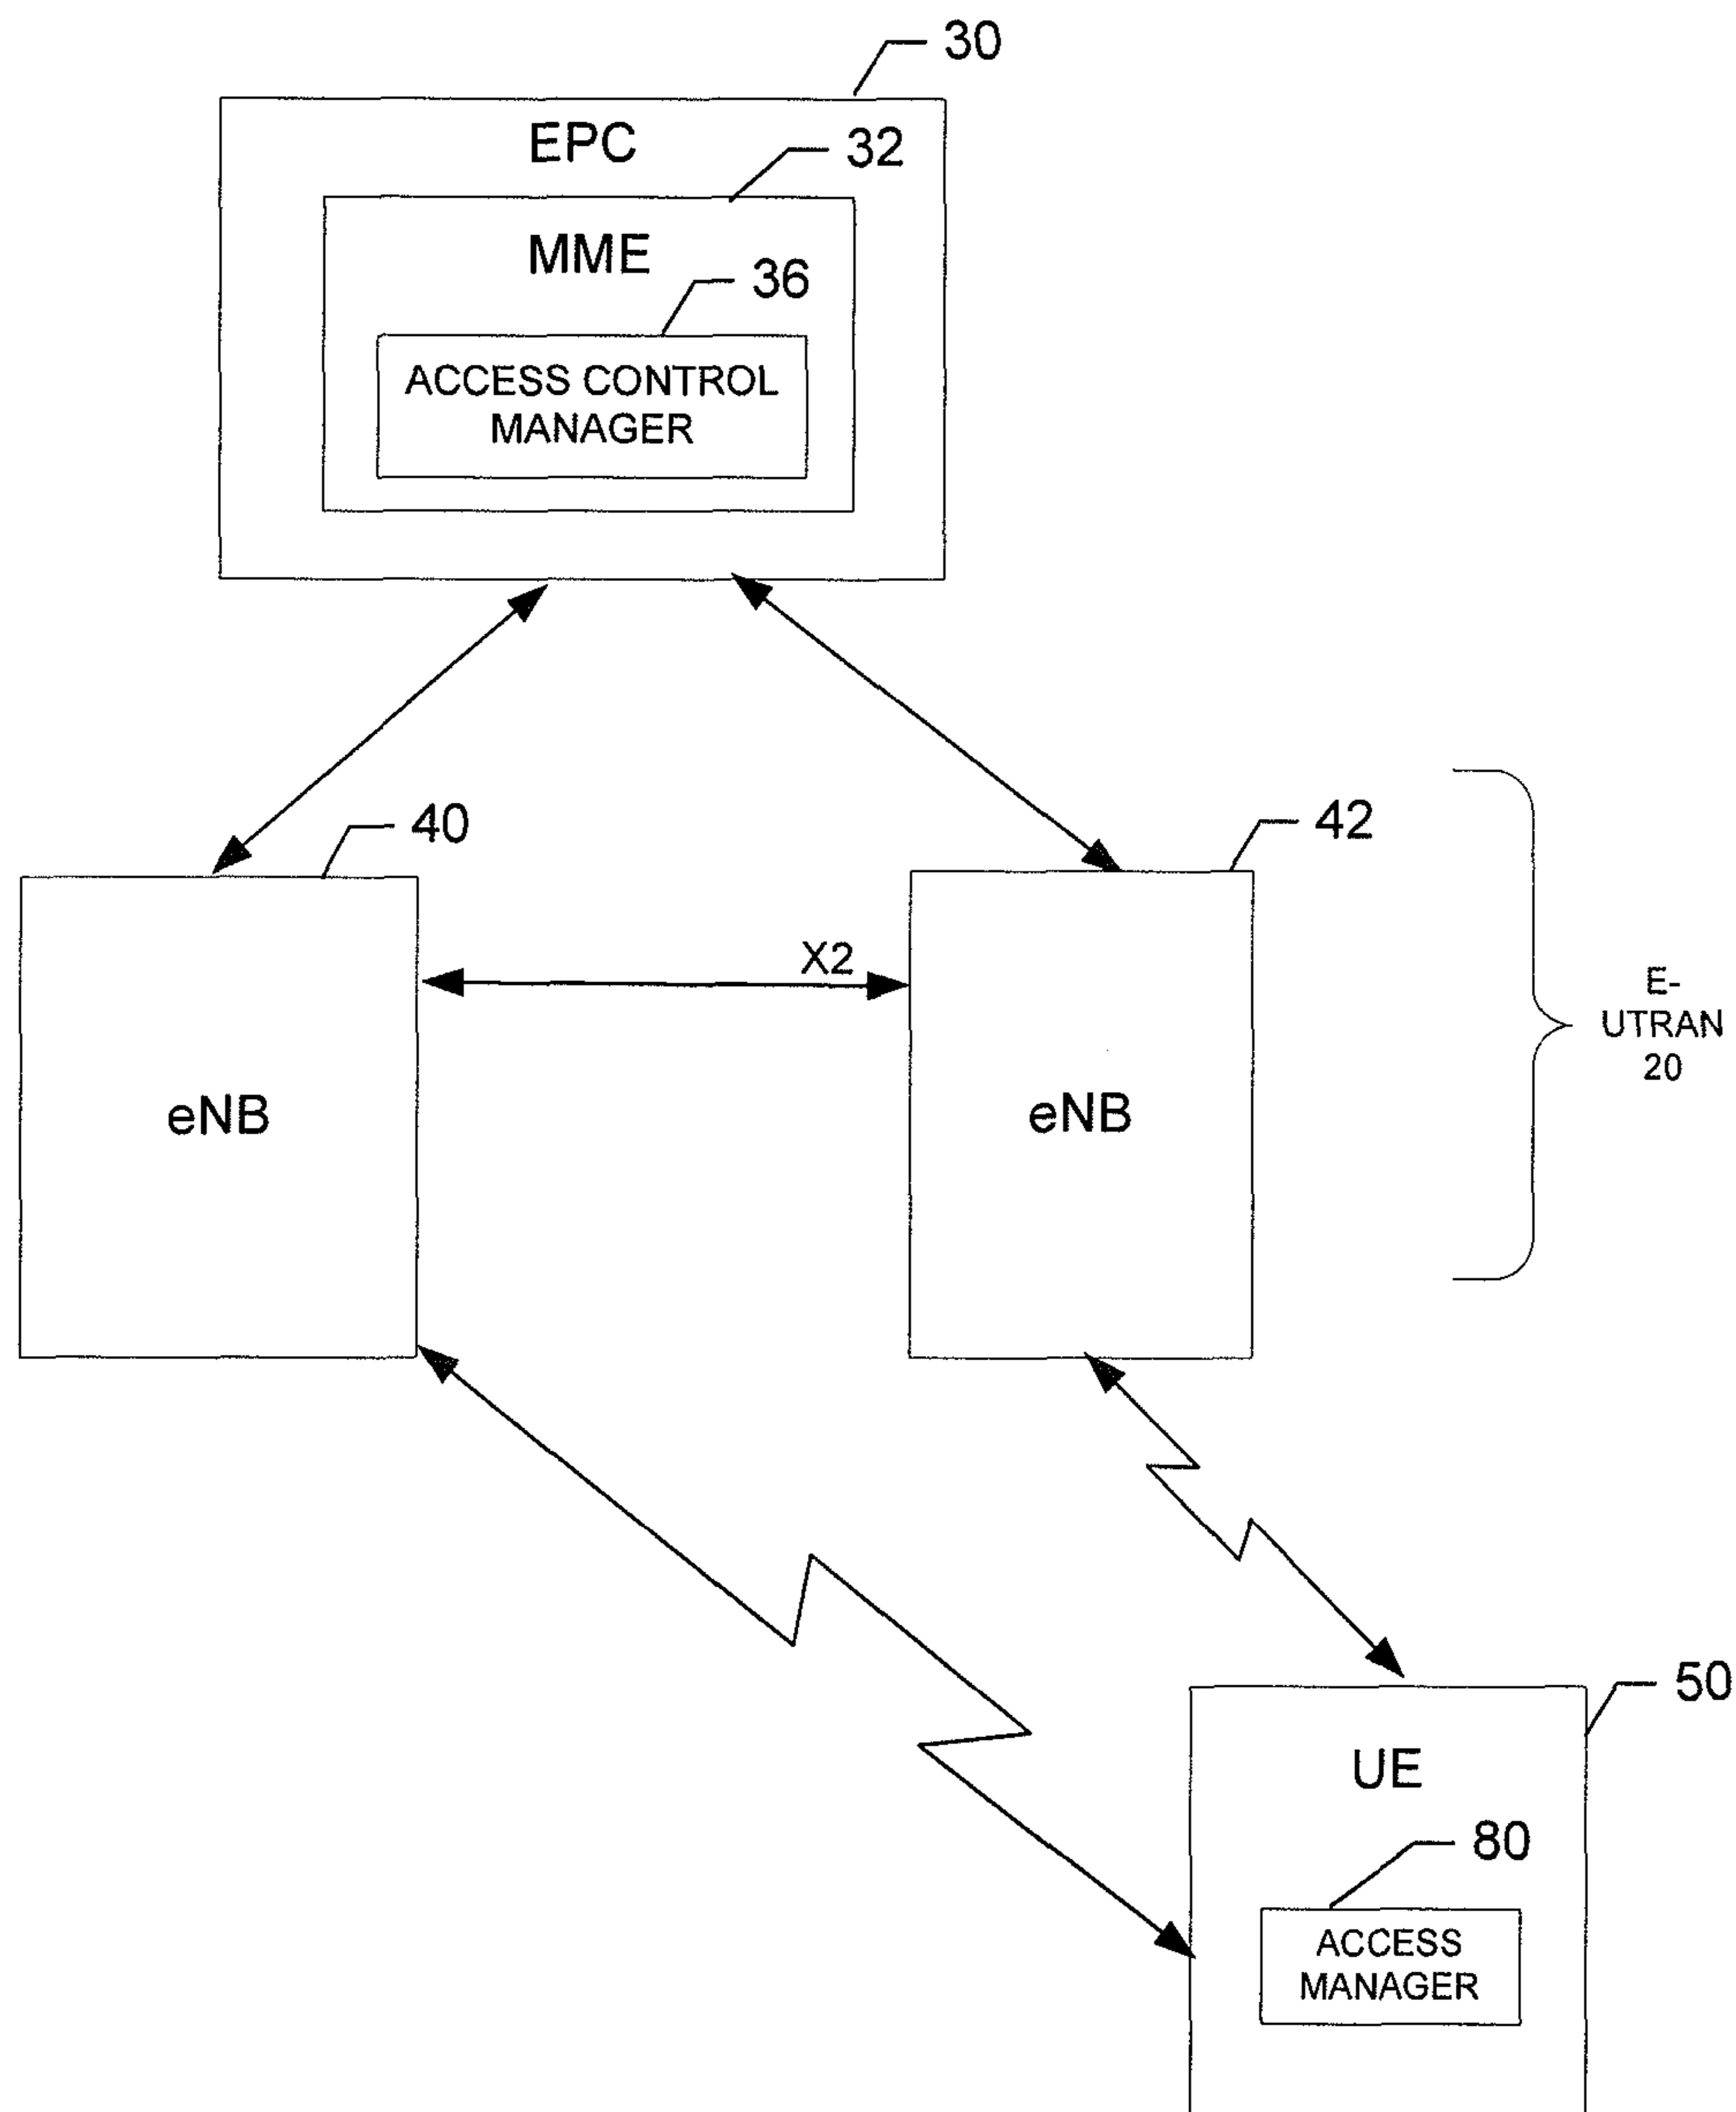 30
EPC
32
MME
36
ACCESS CONTROL
MANAGER
40
42
X2
E-
UTRAN
20
eNB
eNB
50
UE
80
ACCESS
MANAGER